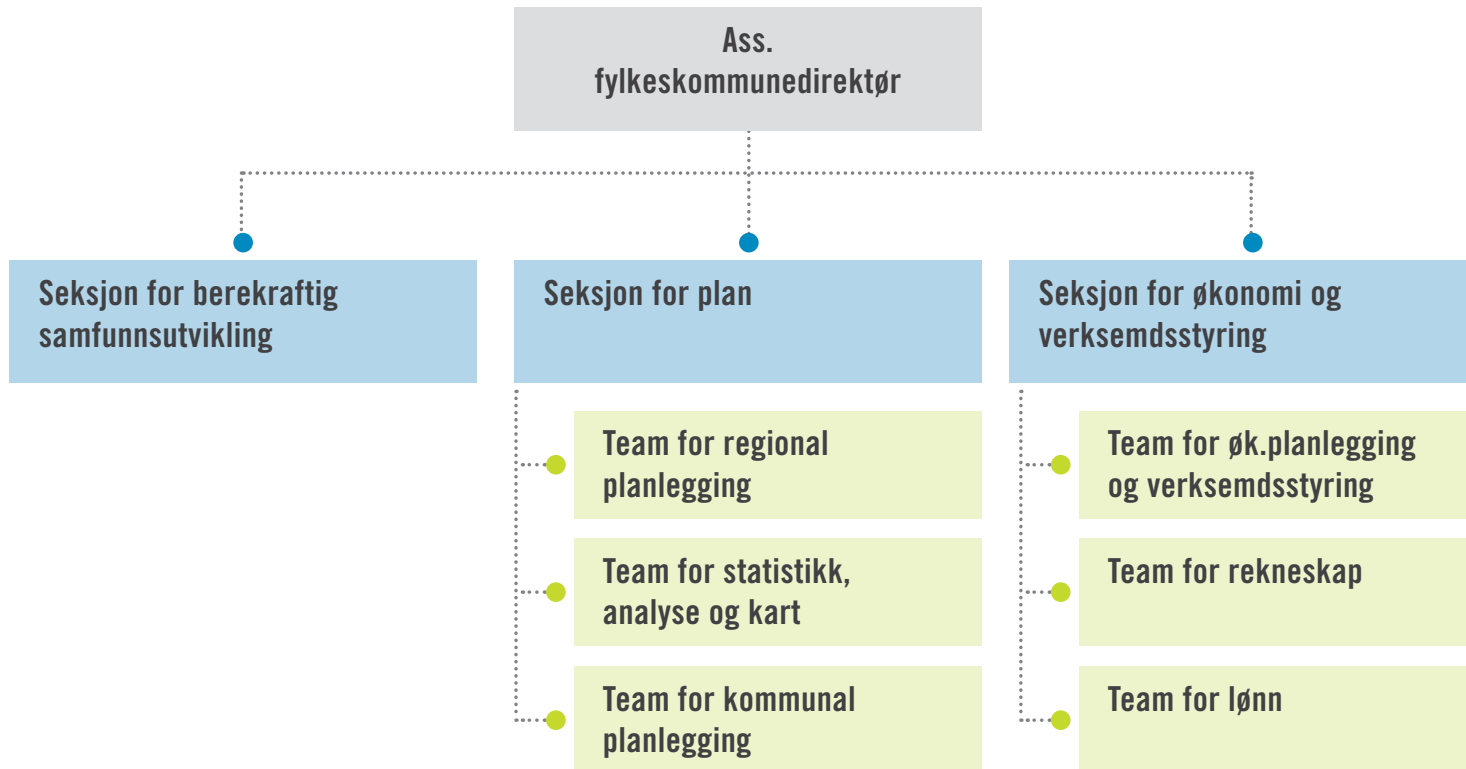 Ass.
fylkeskommunedirektør
Seksjon for berekraftig
samfunnsutvikling
Seksjon for plan
Team for regional
planlegging
Team for statistikk,
analyse og kart
Team for kommunal
planlegging
Seksjon for økonomi og
verksemdsstyring
Team for øk.planlegging
og verksemdsstyring
Team for rekneskap
Team for lønn